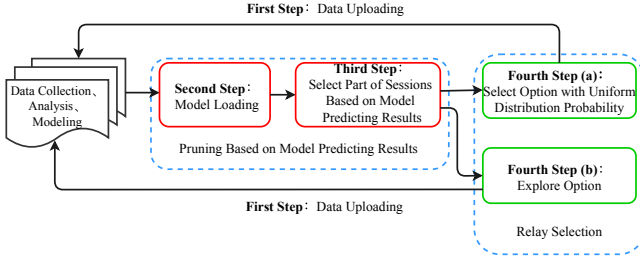 First Step： Data Uploading
Data Collection、
Analysis、
Modeling
Second Step：
Model Loading
Third Step：
Select Part of Sessions
Based on Model
Predicting Results
Pruning Based on Model Predicting Results
Fourth Step (a)：
Select Option with Uniform
Distribution Probability
Fourth Step (b)：
Explore Option
First Step： Data Uploading
Relay Selection